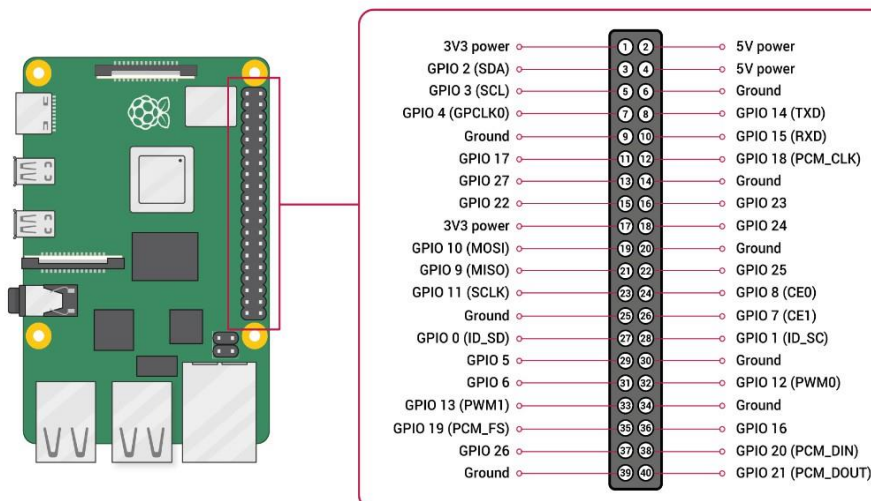 3V3 power 1 2 5V power
GPIO 2 (SDA) 3 4 5V power
GPIO 3 (SCL) 5 6 Ground
GPIO 4 (GPCLK0) 7 8 GPIO 14 (TXD)
Ground 9 10 GPIO 15 (RXD)
GPIO 17 11 12 GPIO 18 (PCM_CLK)
GPIO 27 13 14 Ground
GPIO 22 15 16 GPIO 23
3V3 power 17 18 GPIO 24
GPIO 10 (MOSI) 19 20 Ground
GPIO 9 (MISO) 21 22 GPIO 25
GPIO 11 (SCLK) 23 24 GPIO 8 (CE0)
Ground 25 26 GPIO 7 (CE1)
GPIO 0 (ID_SD) 27 28 GPIO 1 (ID_SC)
GPIO 5 29 30 Ground
GPIO 6 31 32 GPIO 12 (PWM0)
GPIO 13 (PWM1) 33 34 Ground
GPIO 19 (PCM_FS) 35 36 GPIO 16
GPIO 26 37 38 GPIO 20 (PCM_DIN)
Ground 39 40 GPIO 21 (PCM_DOUT)